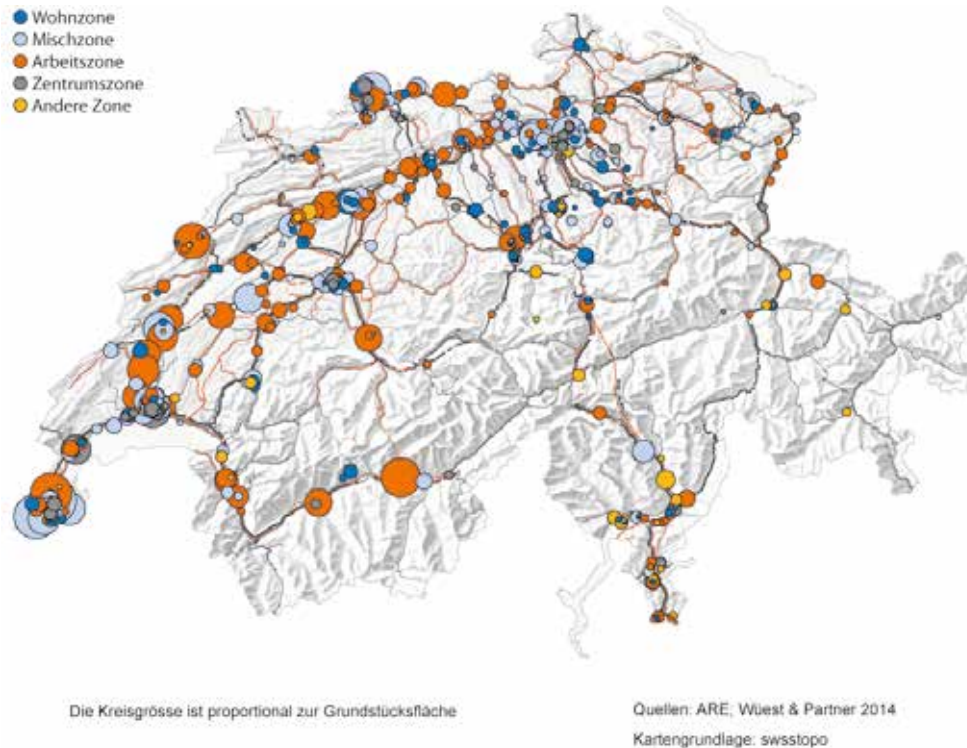 Wohnzone
Mischzone
Arbeitszone
Zentrumszone
Andere Zone
Die Kreisgrösse ist proportional zur Grundstücksfläche
Quellen: ARE; Wüest & Partner 2014
Kartengrundlage: swsstopo